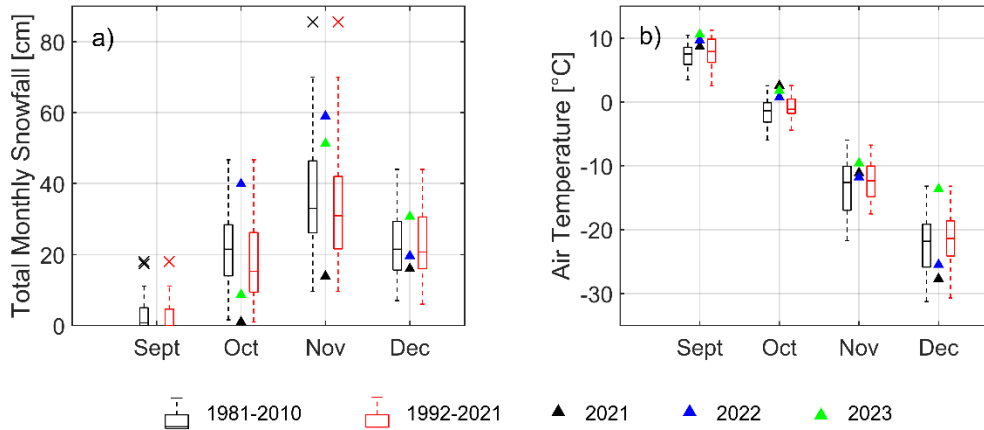 a)
Total Monthly Snowfall [cm]
80
60
40
20
0
Sept Oct Nov Dec
b)
Air Temperature [°C]
10
0
-10
-20
-30
Sept Oct Nov Dec
1981-2010 1992-2021 2021 2022 2023